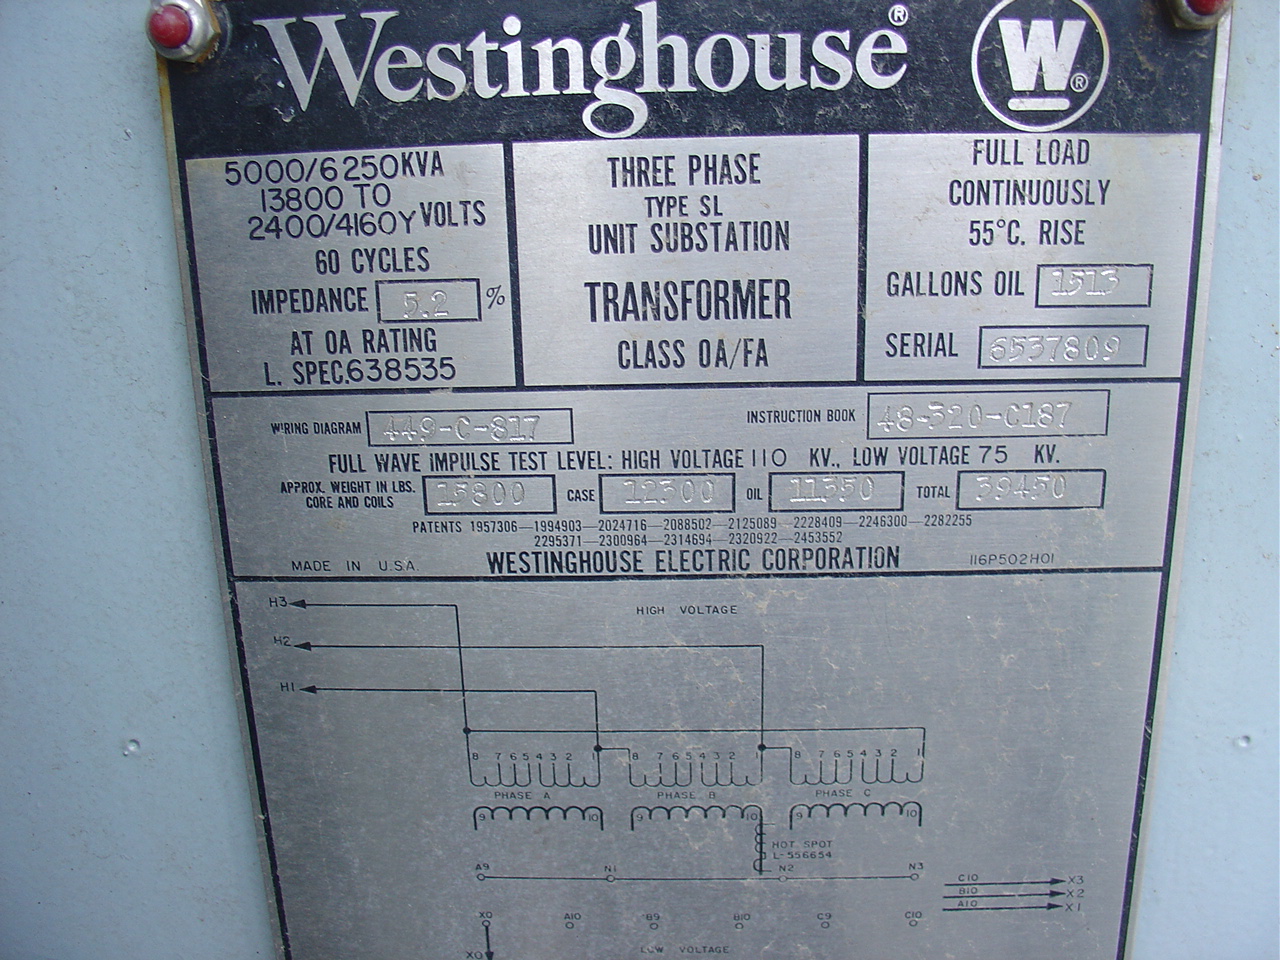 Westinghouse®
W®
5000/6250 KVA
13800 TO
2400/4160Y VOLTS
60 CYCLES
IMPEDANCE 5.2 %
AT OA RATING
L. SPEC. 638535
THREE PHASE
TYPE SL
UNIT SUBSTATION
TRANSFORMER
CLASS OA/FA
FULL LOAD
CONTINUOUSLY
55°C. RISE
GALLONS OIL 1513
SERIAL 6537809
WIRING DIAGRAM 449-C-817 INSTRUCTION BOOK 48-320-C187
FULL WAVE IMPULSE TEST LEVEL: HIGH VOLTAGE 110 KV., LOW VOLTAGE 75 KV.
APPROX. WEIGHT IN LBS.
CORE AND COILS 15800 CASE 12300 OIL 11350 TOTAL 39450
PATENTS 1957306—1994903—2024716—2088502—2125089—2228409—2246300—2282255
2295371—2300964—2314694—2320922—2453552
MADE IN U.S.A. WESTINGHOUSE ELECTRIC CORPORATION 116P502H01
H3 HIGH VOLTAGE
H2
H1
8 7 6 5 4 3 2 1 8 7 6 5 4 3 2 1 8 7 6 5 4 3 2 1
PHASE A PHASE B PHASE C
9 10 9 10 9 10
HOT SPOT
L-556654
A9 N1 N2 N3
C10 X3
B10 X2
A10 X1
X0 A10 B9 B10 C9 C10
X0 LOW VOLTAGE